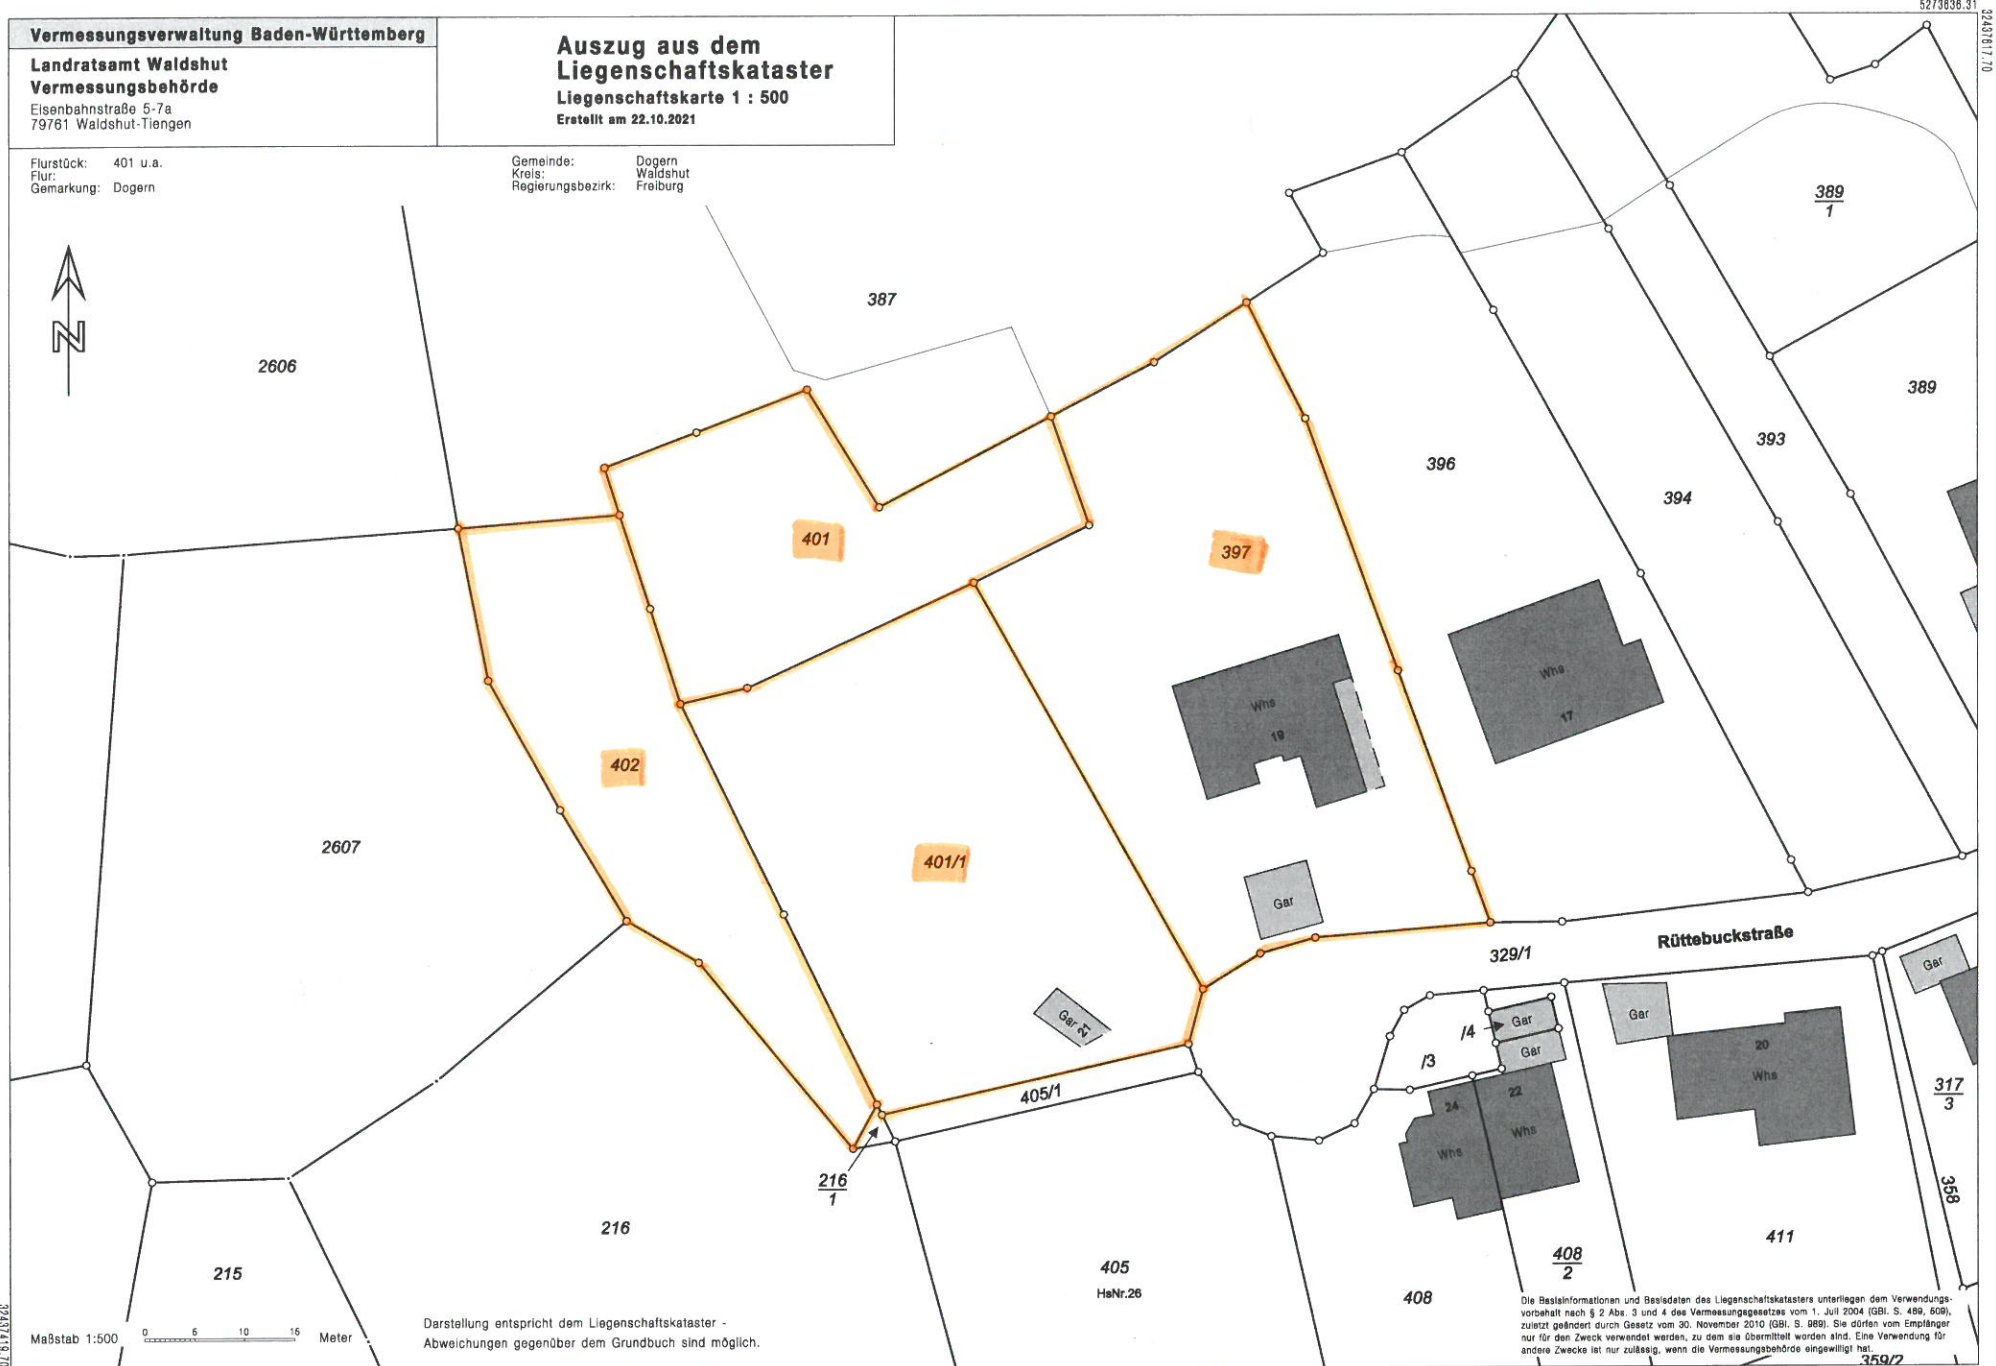 5273636.31
32437617.70
Vermessungsverwaltung Baden-Württemberg
Landratsamt Waldshut
Vermessungsbehörde
Eisenbahnstraße 5-7a
79761 Waldshut-Tiengen
Auszug aus dem
Liegenschaftskataster
Liegenschaftskarte 1 : 500
Erstellt am 22.10.2021
Flurstück: 401 u.a.
Flur:
Gemarkung: Dogern
Gemeinde: Dogern
Kreis: Waldshut
Regierungsbezirk: Freiburg
N
389
1
387
2606
389
393
396
394
401
397
Whs
17
Whs
19
402
2607
401/1
Gar
Rüttebuckstraße
329/1
Gar
Gar
Gar 21
/4
Gar
/3
Gar
20
Whs
405/1
317
3
24
22
Whs
Whs
216
1
358
216
411
408
2
405
HsNr.26
215
408
359/2
Maßstab 1:500
0 5 10 15
Meter
Darstellung entspricht dem Liegenschaftskataster -
Abweichungen gegenüber dem Grundbuch sind möglich.
Die Basisinformationen und Basisdaten des Liegenschaftskatasters unterliegen dem Verwendungs-
vorbehalt nach § 2 Abs. 3 und 4 des Vermessungsgesetzes vom 1. Juli 2004 (GBl. S. 469, 509),
zuletzt geändert durch Gesetz vom 30. November 2010 (GBl. S. 989). Sie dürfen vom Empfänger
nur für den Zweck verwendet werden, zu dem sie übermittelt worden sind. Eine Verwendung für
andere Zwecke ist nur zulässig, wenn die Vermessungsbehörde eingewilligt hat.